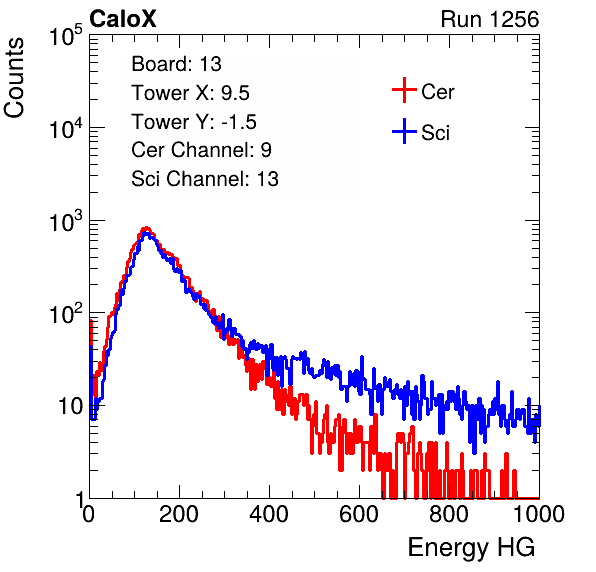 CaloX Run 1256
Counts
10^5
10^4
10^3
10^2
10
1
Board: 13
Tower X: 9.5
Tower Y: -1.5
Cer Channel: 9
Sci Channel: 13
Cer
Sci
0 200 400 600 800 1000
Energy HG